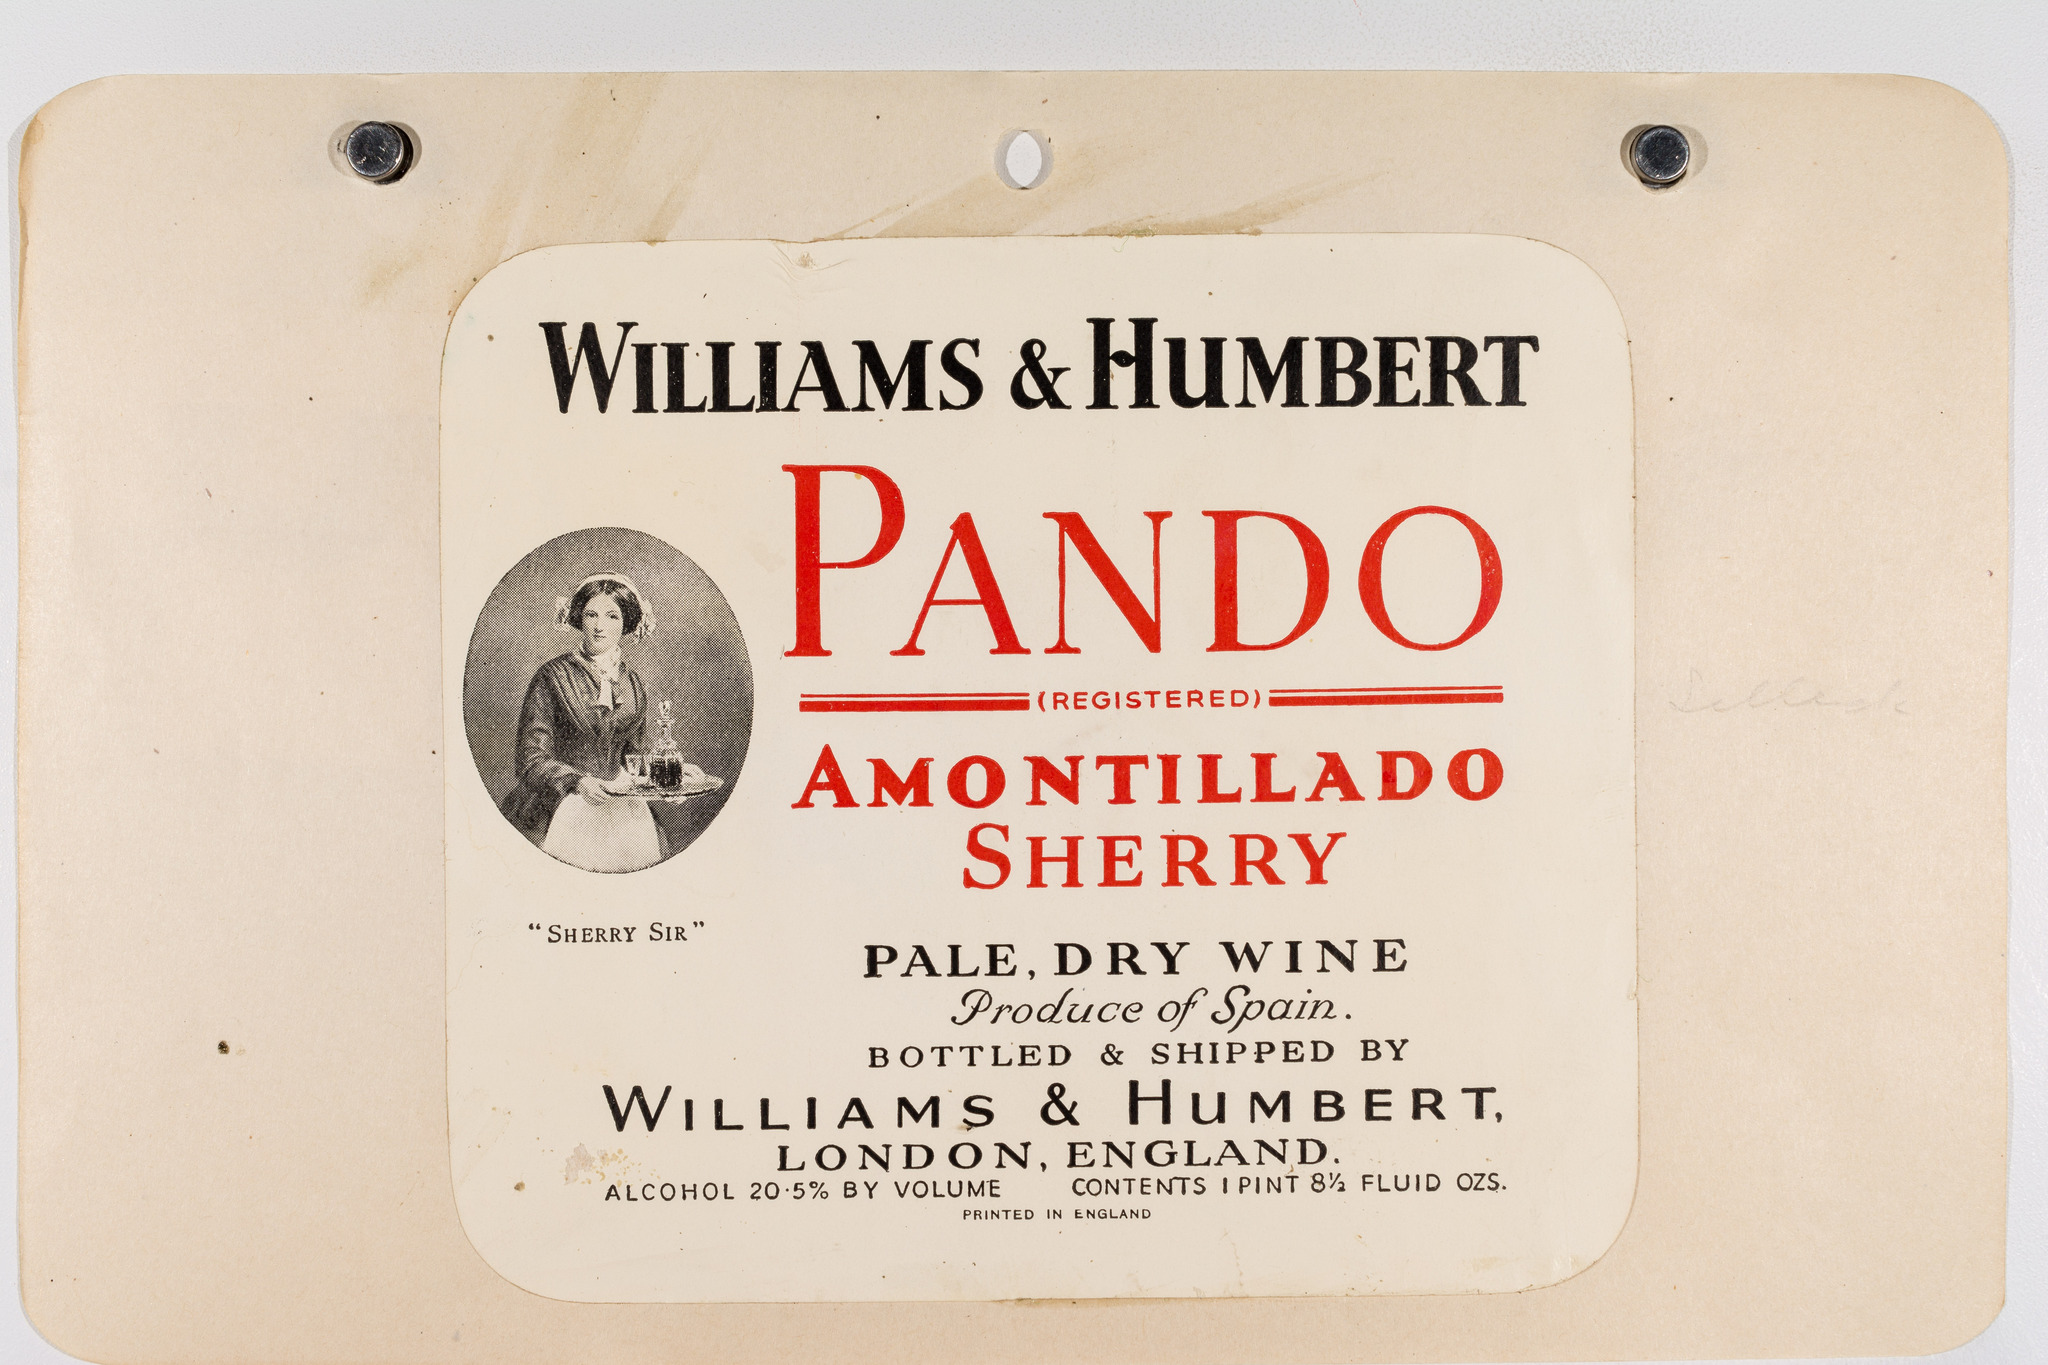 WILLIAMS & HUMBERT
PANDO
(REGISTERED)
AMONTILLADO
SHERRY
"SHERRY SIR"
PALE, DRY WINE
Produce of Spain.
BOTTLED & SHIPPED BY
WILLIAMS & HUMBERT,
LONDON, ENGLAND.
ALCOHOL 20·5% BY VOLUME CONTENTS 1 PINT 8½ FLUID OZS.
PRINTED IN ENGLAND